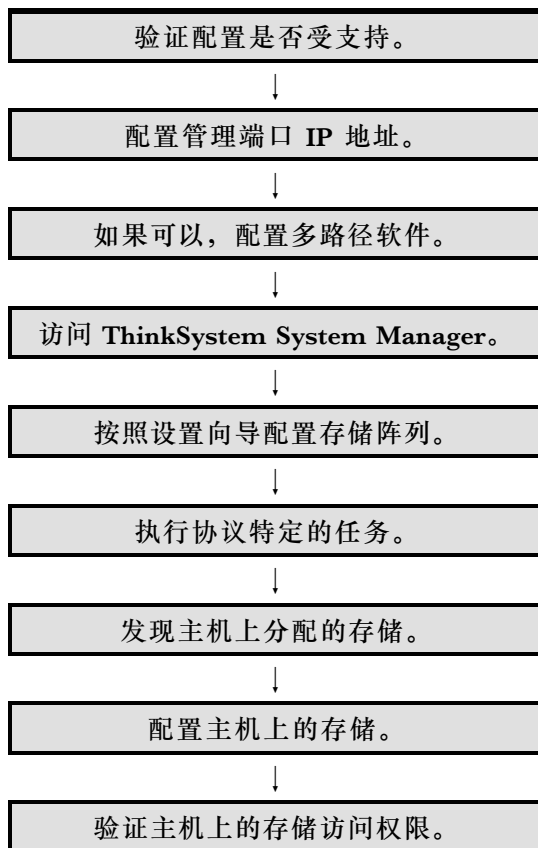 验证配置是否受支持。
配置管理端口 IP 地址。
如果可以，配置多路径软件。
访问 ThinkSystem System Manager。
按照设置向导配置存储阵列。
执行协议特定的任务。
发现主机上分配的存储。
配置主机上的存储。
验证主机上的存储访问权限。